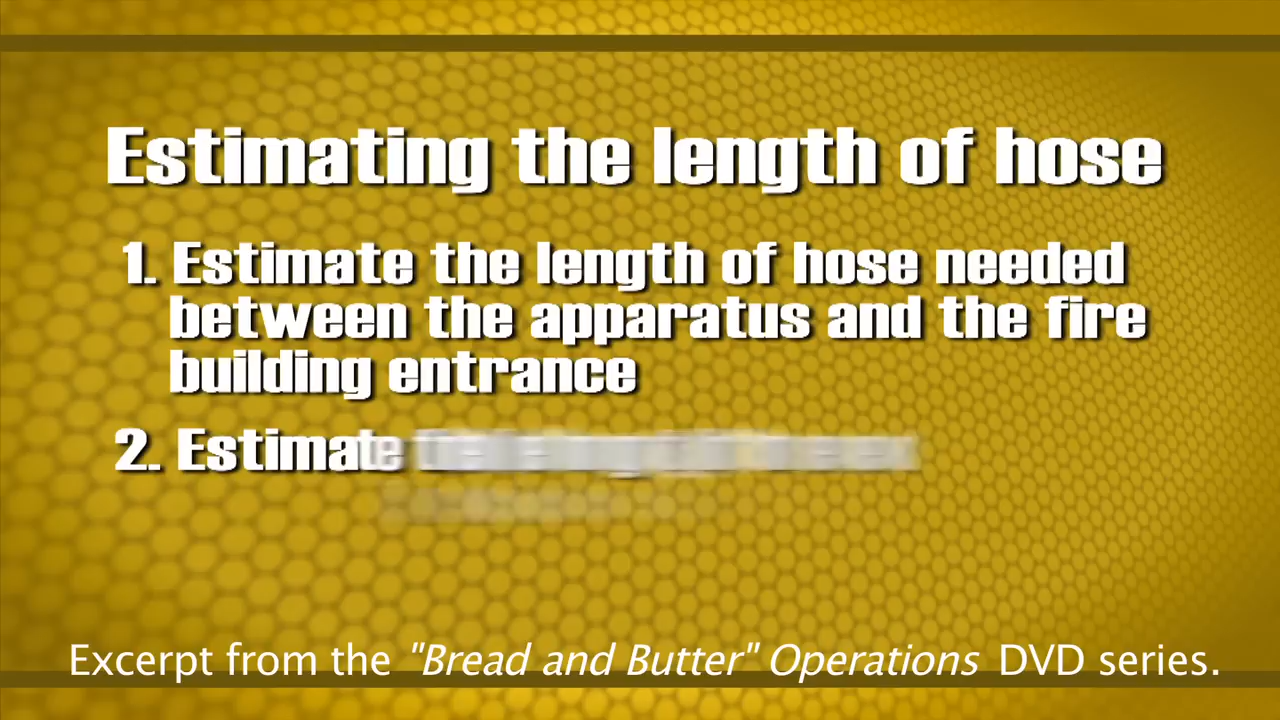 Estimating the length of hose
1. Estimate the length of hose needed
between the apparatus and the fire
building entrance
2. Estimate
Excerpt from the "Bread and Butter" Operations DVD series.